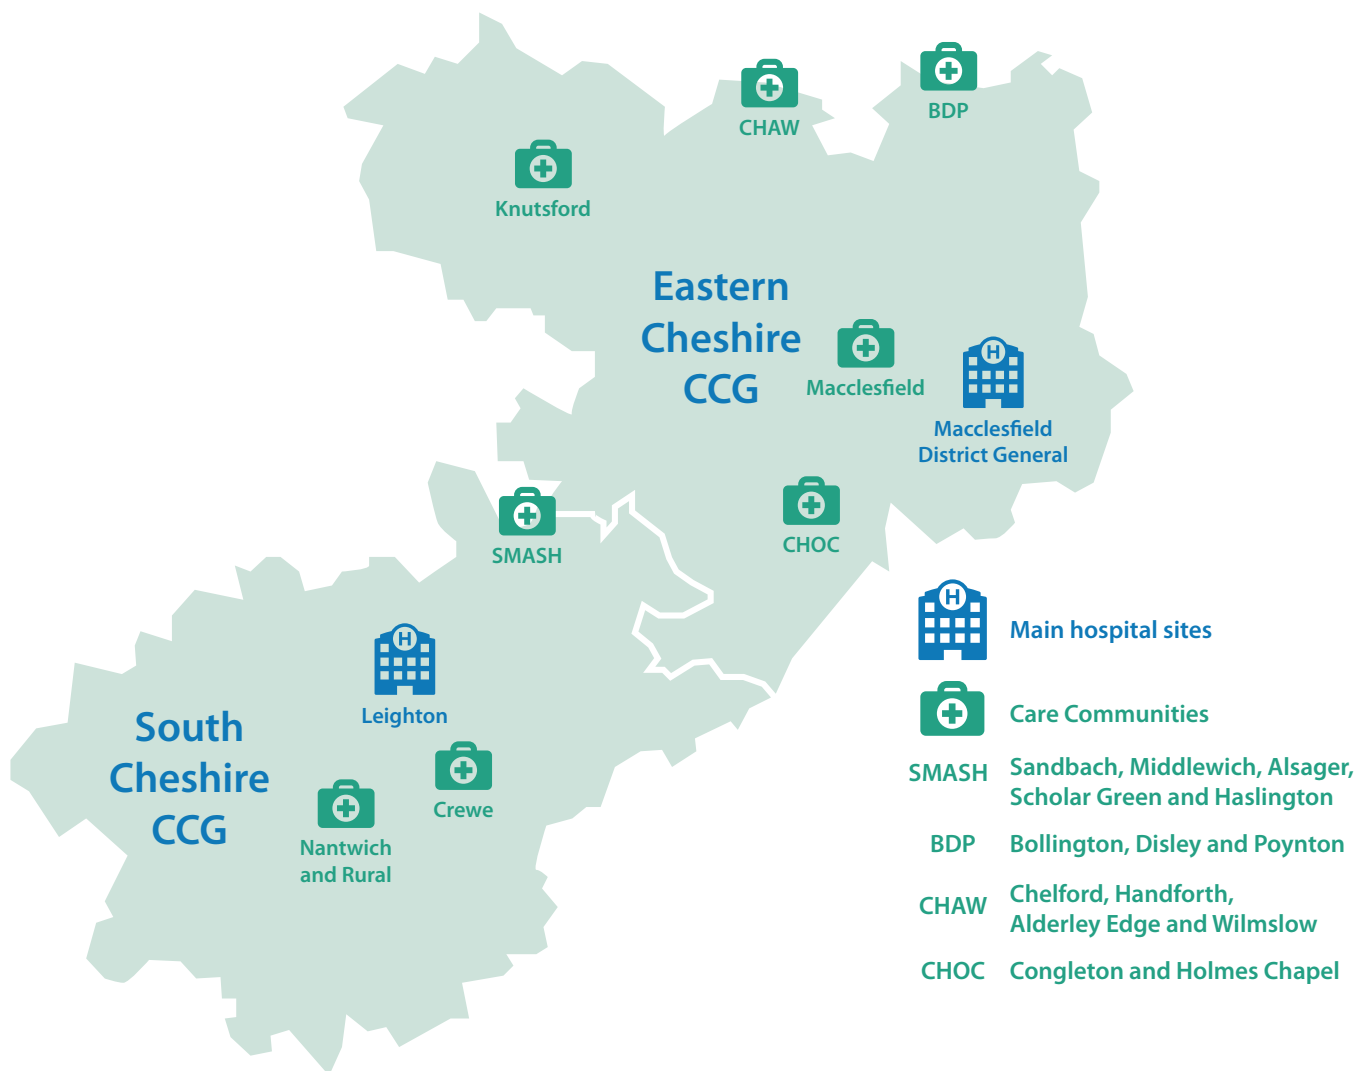 CHAW
BDP
Knutsford
Eastern
Cheshire
CCG
Macclesfield
H
Macclesfield
District General
SMASH
CHOC
H
Leighton
South
Cheshire
CCG
Crewe
Nantwich
and Rural
H
Main hospital sites
Care Communities
SMASH Sandbach, Middlewich, Alsager,
Scholar Green and Haslington
BDP Bollington, Disley and Poynton
CHAW Chelford, Handforth,
Alderley Edge and Wilmslow
CHOC Congleton and Holmes Chapel